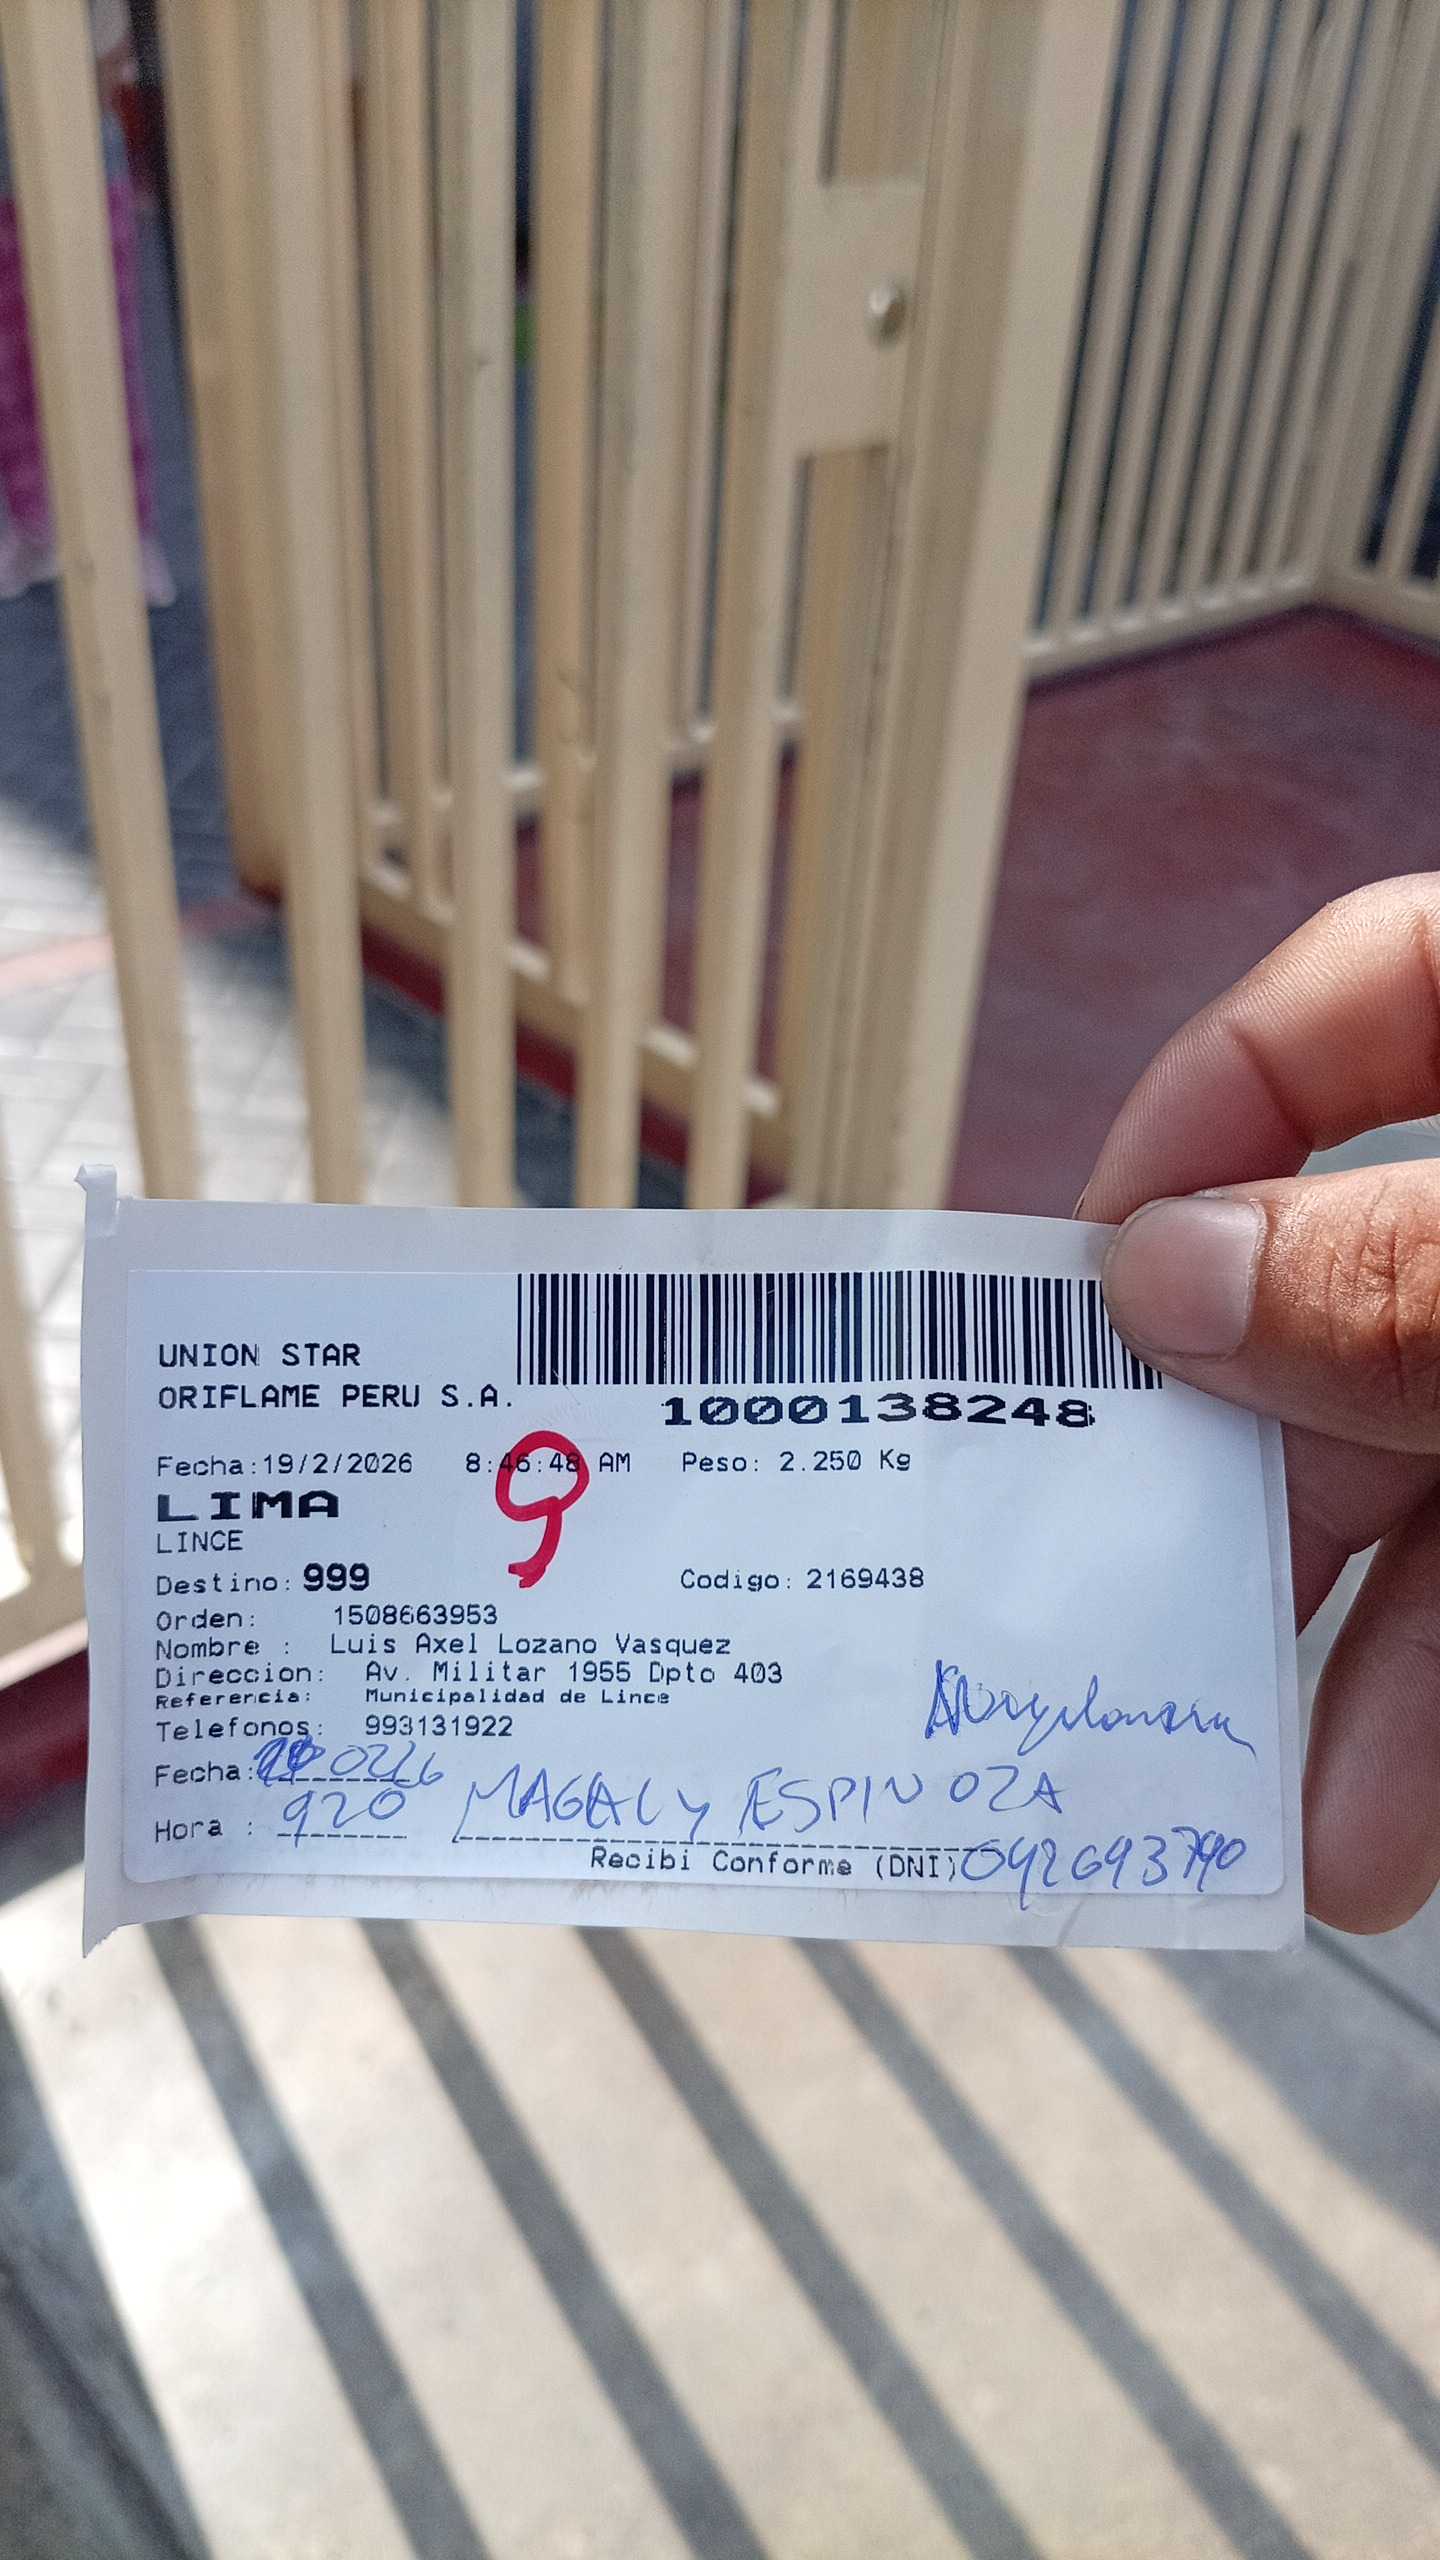 UNION STAR
ORIFLAME PERU S.A.
1000138248
Fecha:19/2/2026 8:46:48 AM Peso: 2.250 Kg
9
LIMA
LINCE
Destino: 999 Codigo: 2169438
Orden: 1508663953
Nombre : Luis Axel Lozano Vasquez
Direccion: Av. Militar 1955 Dpto 403
Referencia: Municipalidad de Lince
Telefonos: 993131922
Fecha: 02/26
Hora : 920 MAGALY ESPINOZA
Recibi Conforme (DNI)